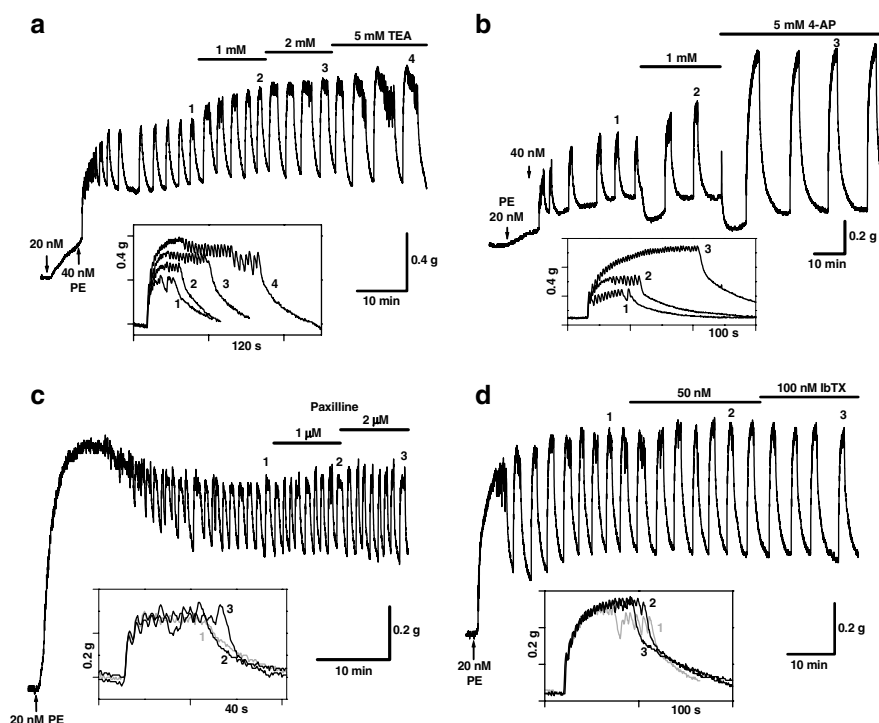 a
1 mM
2 mM
5 mM TEA
1
2
3
4
20 nM
40 nM
PE
0.4 g
1
2
3
4
120 s
0.4 g
10 min
b
5 mM 4-AP
1 mM
1
2
3
40 nM
PE
20 nM
0.4 g
1
2
3
100 s
0.2 g
10 min
c
Paxilline
1 µM
2 µM
1
2
3
20 nM PE
0.2 g
1
2
3
40 s
0.2 g
10 min
d
50 nM
100 nM IbTX
1
2
3
20 nM
PE
0.2 g
1
2
3
100 s
0.2 g
10 min